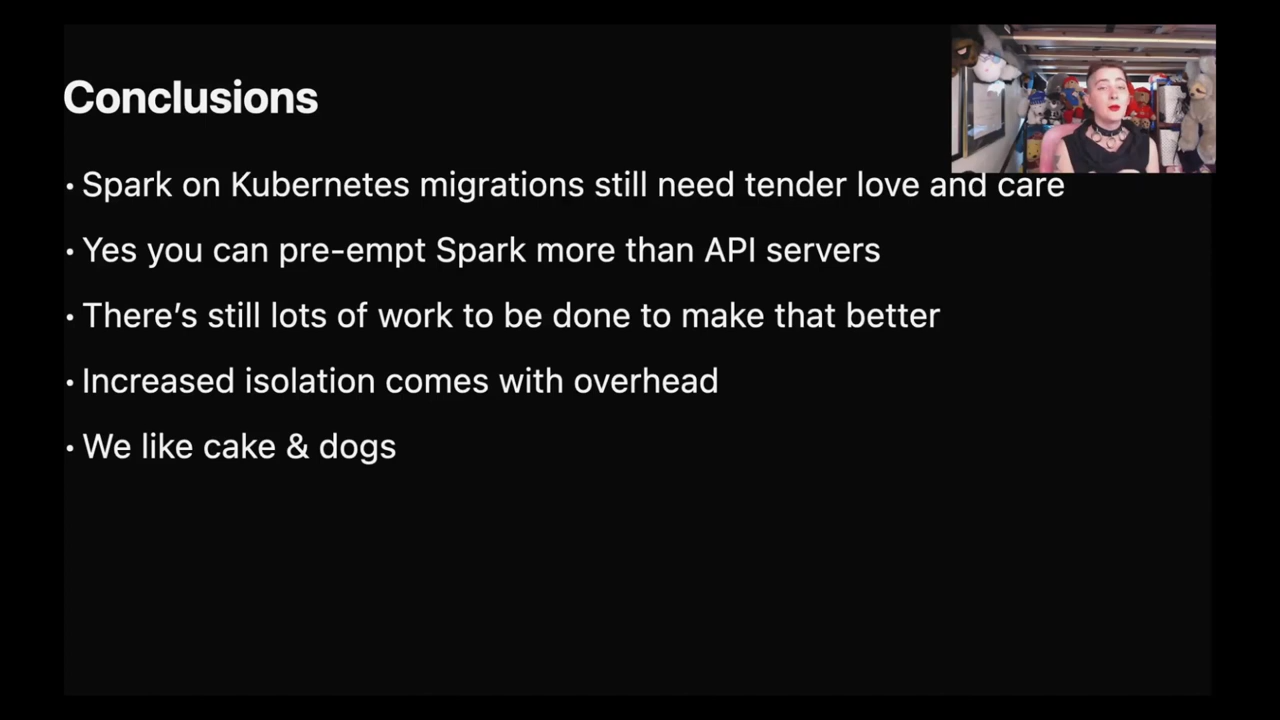 Conclusions
• Spark on Kubernetes migrations still need tender love and care
• Yes you can pre-empt Spark more than API servers
• There’s still lots of work to be done to make that better
• Increased isolation comes with overhead
• We like cake & dogs